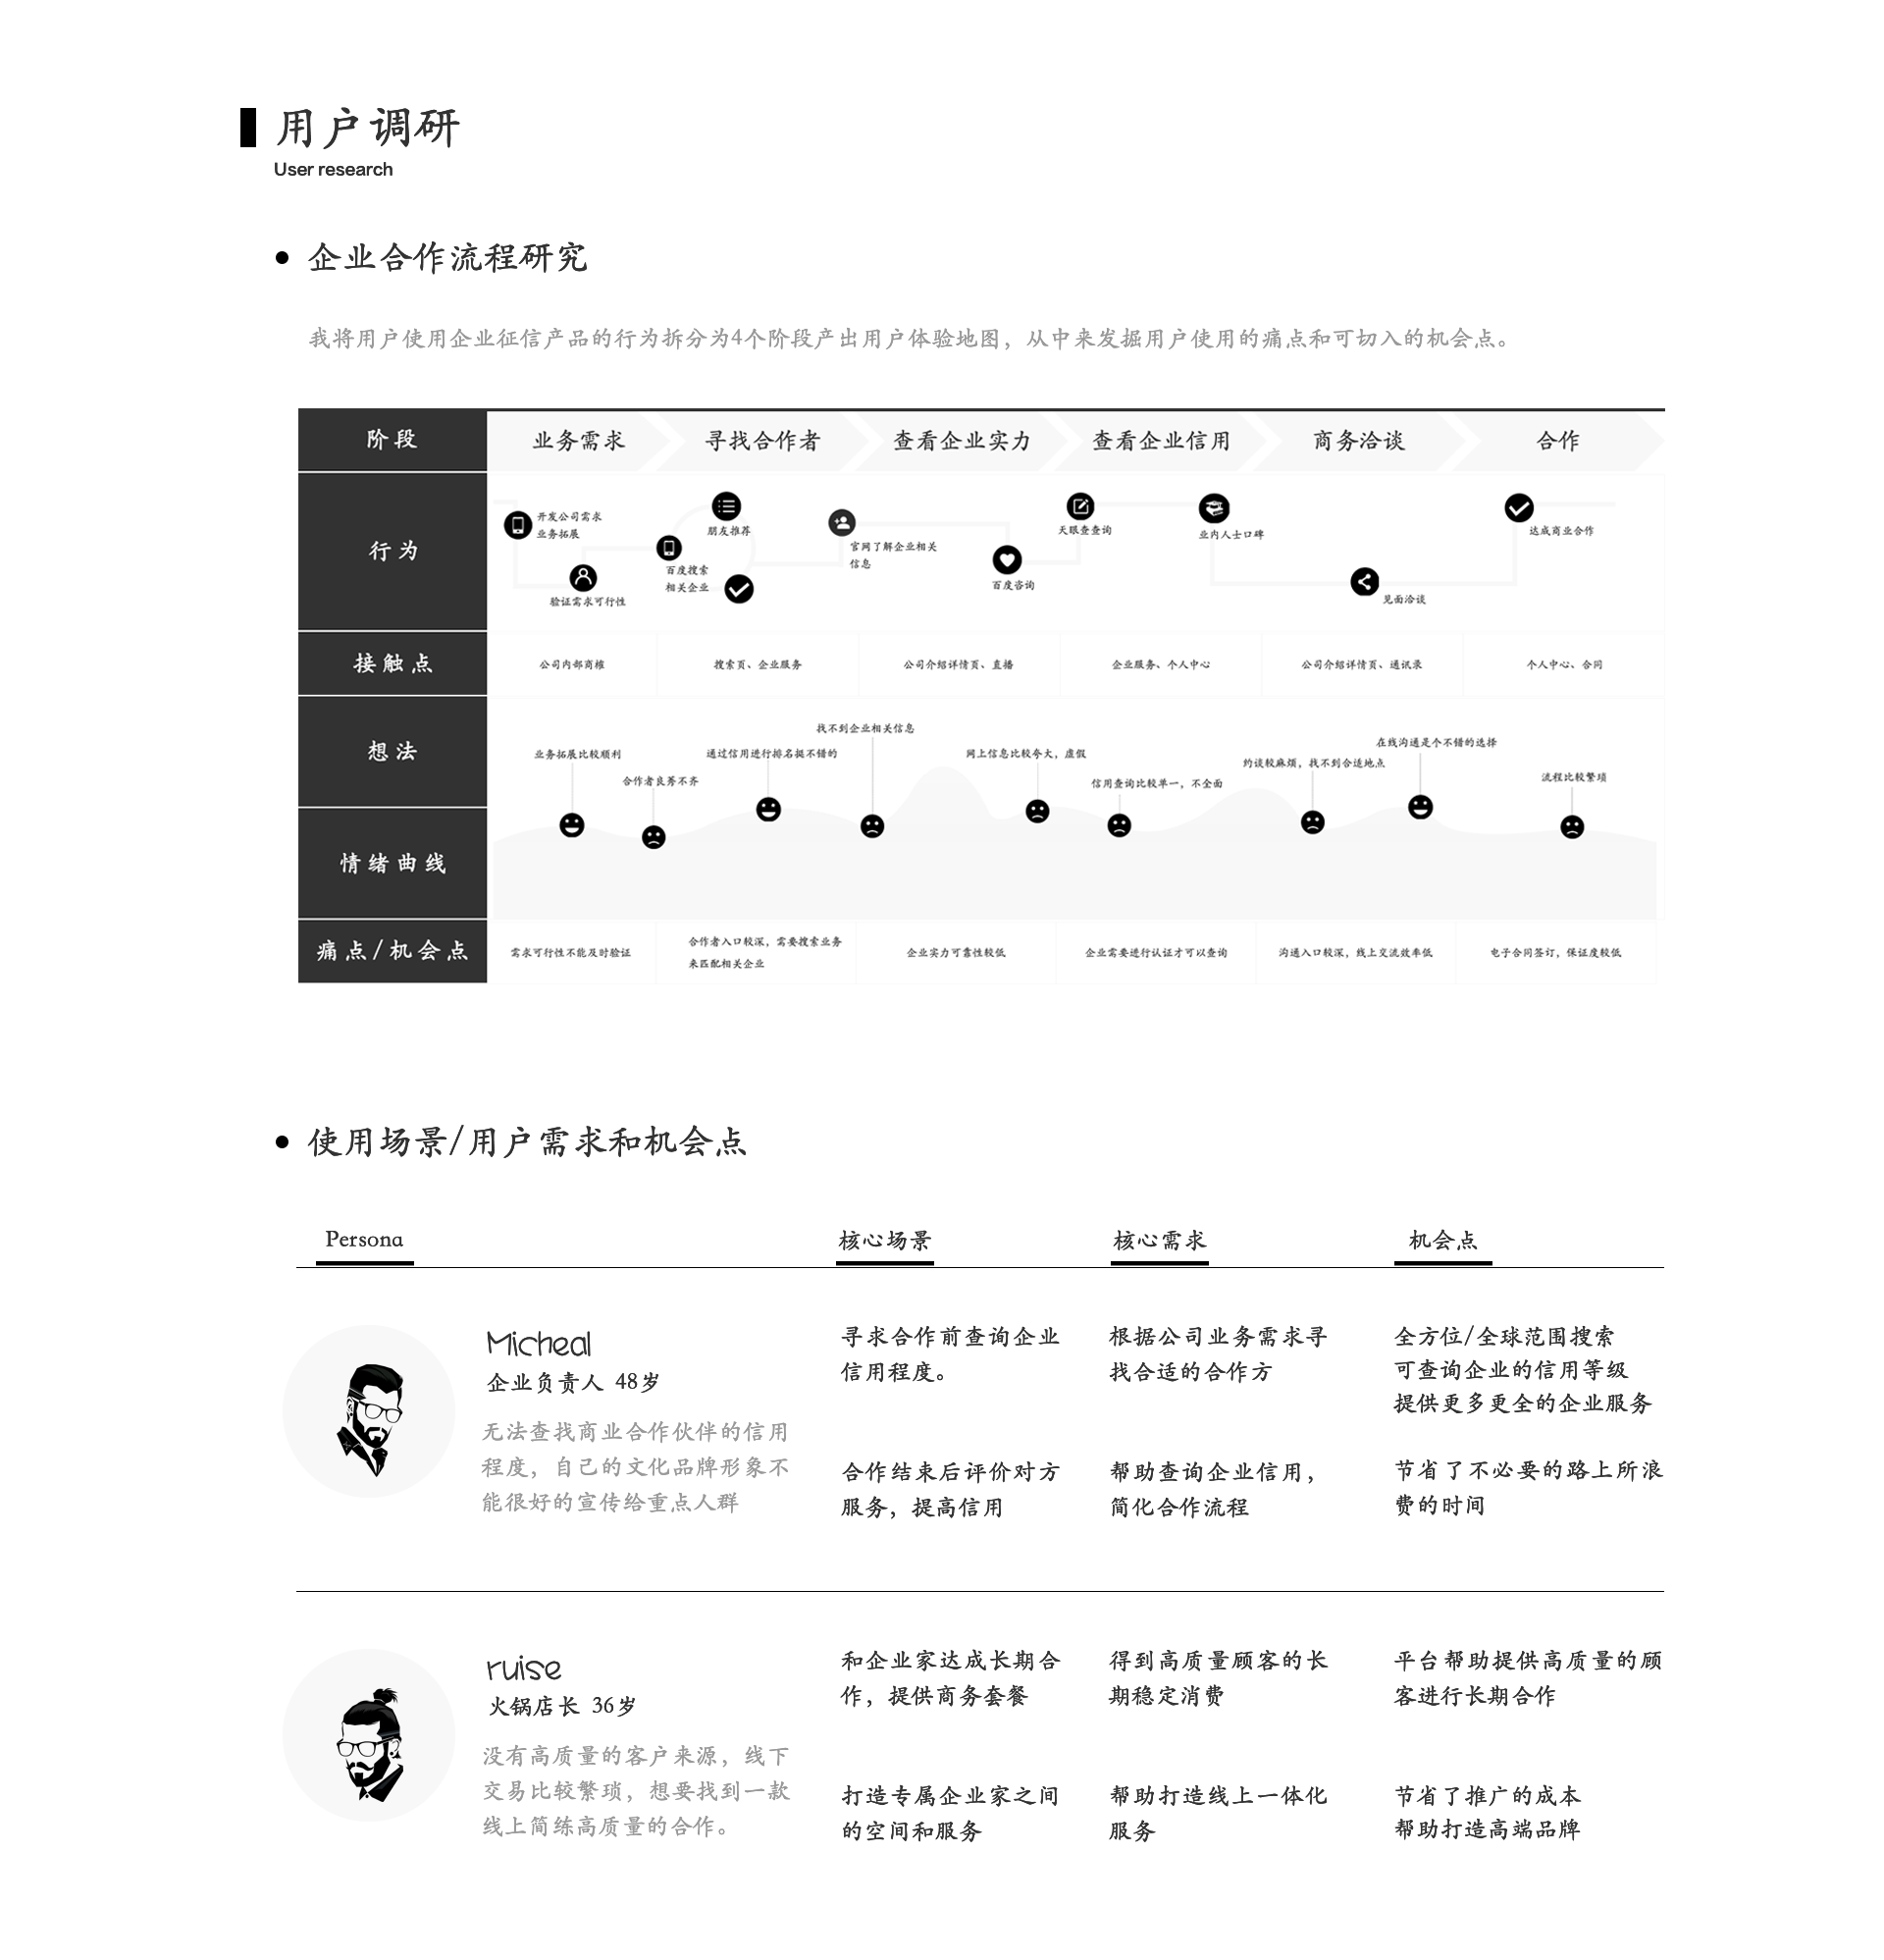 用户调研
User research
企业合作流程研究
我将用户使用企业征信产品的行为拆分为4个阶段产出用户体验地图，从中来发掘用户使用的痛点和可切入的机会点。
阶段 业务需求 寻找合作者 查看企业实力 查看企业信用 商务洽谈 合作
行为
开发公司需求
业务拓展
验证需求可行性
朋友推荐
百度搜索
相关企业
官网了解企业相关
信息
百度咨询
天眼查查询
业内人士口碑
见面洽谈
达成商业合作
接触点 公司内部商榷 搜索页、企业服务 公司介绍详情页、直播 企业服务、个人中心 公司介绍详情页、通讯录 个人中心、合同
想法
业务拓展比较顺利
合作者良莠不齐
通过信用进行排名挺不错的
找不到企业相关信息
网上信息比较夸大，虚假
信用查询比较单一，不全面
约谈较麻烦，找不到合适地点
在线沟通是个不错的选择
流程比较繁琐
情绪曲线
痛点/机会点
需求可行性不能及时验证
合作者入口较深，需要搜索业务
来匹配相关企业
企业实力可靠性较低
企业需要进行认证才可以查询
沟通入口较深，线上交流效率低
电子合同签订，保证度较低
使用场景/用户需求和机会点
Persona 核心场景 核心需求 机会点
Micheal
企业负责人 48岁
无法查找商业合作伙伴的信用
程度，自己的文化品牌形象不
能很好的宣传给重点人群
寻求合作前查询企业
信用程度。
合作结束后评价对方
服务，提高信用
根据公司业务需求寻
找合适的合作方
帮助查询企业信用，
简化合作流程
全方位/全球范围搜索
可查询企业的信用等级
提供更多更全的企业服务
节省了不必要的路上所浪
费的时间
ruise
火锅店长 36岁
没有高质量的客户来源，线下
交易比较繁琐，想要找到一款
线上简练高质量的合作。
和企业家达成长期合
作，提供商务套餐
打造专属企业家之间
的空间和服务
得到高质量顾客的长
期稳定消费
帮助打造线上一体化
服务
平台帮助提供高质量的顾
客进行长期合作
节省了推广的成本
帮助打造高端品牌